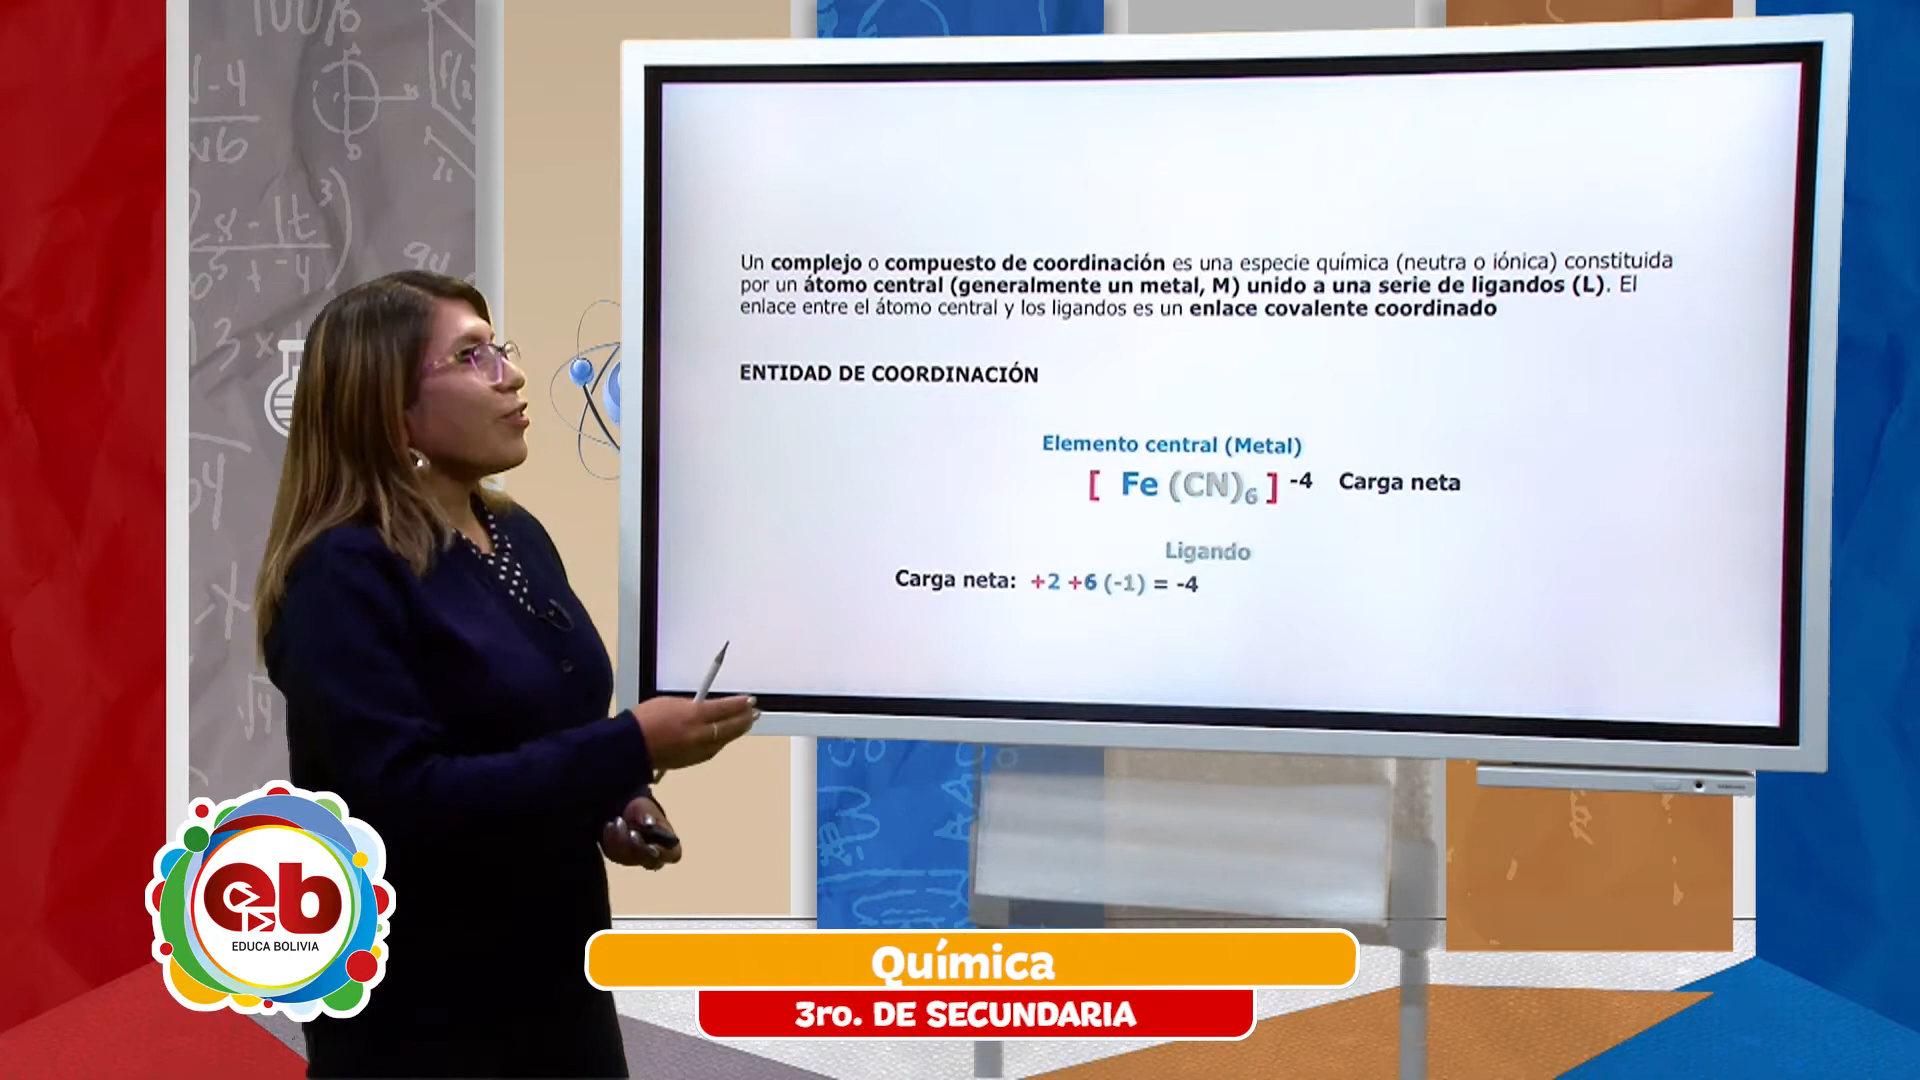 Un complejo o compuesto de coordinación es una especie química (neutra o iónica) constituida
por un átomo central (generalmente un metal, M) unido a una serie de ligandos (L). El
enlace entre el átomo central y los ligandos es un enlace covalente coordinado
ENTIDAD DE COORDINACIÓN
Elemento central (Metal)
[ Fe (CN)6 ] -4 Carga neta
Ligando
Carga neta: +2 +6 (-1) = -4
eb
EDUCA BOLIVIA
Química
3ro. DE SECUNDARIA